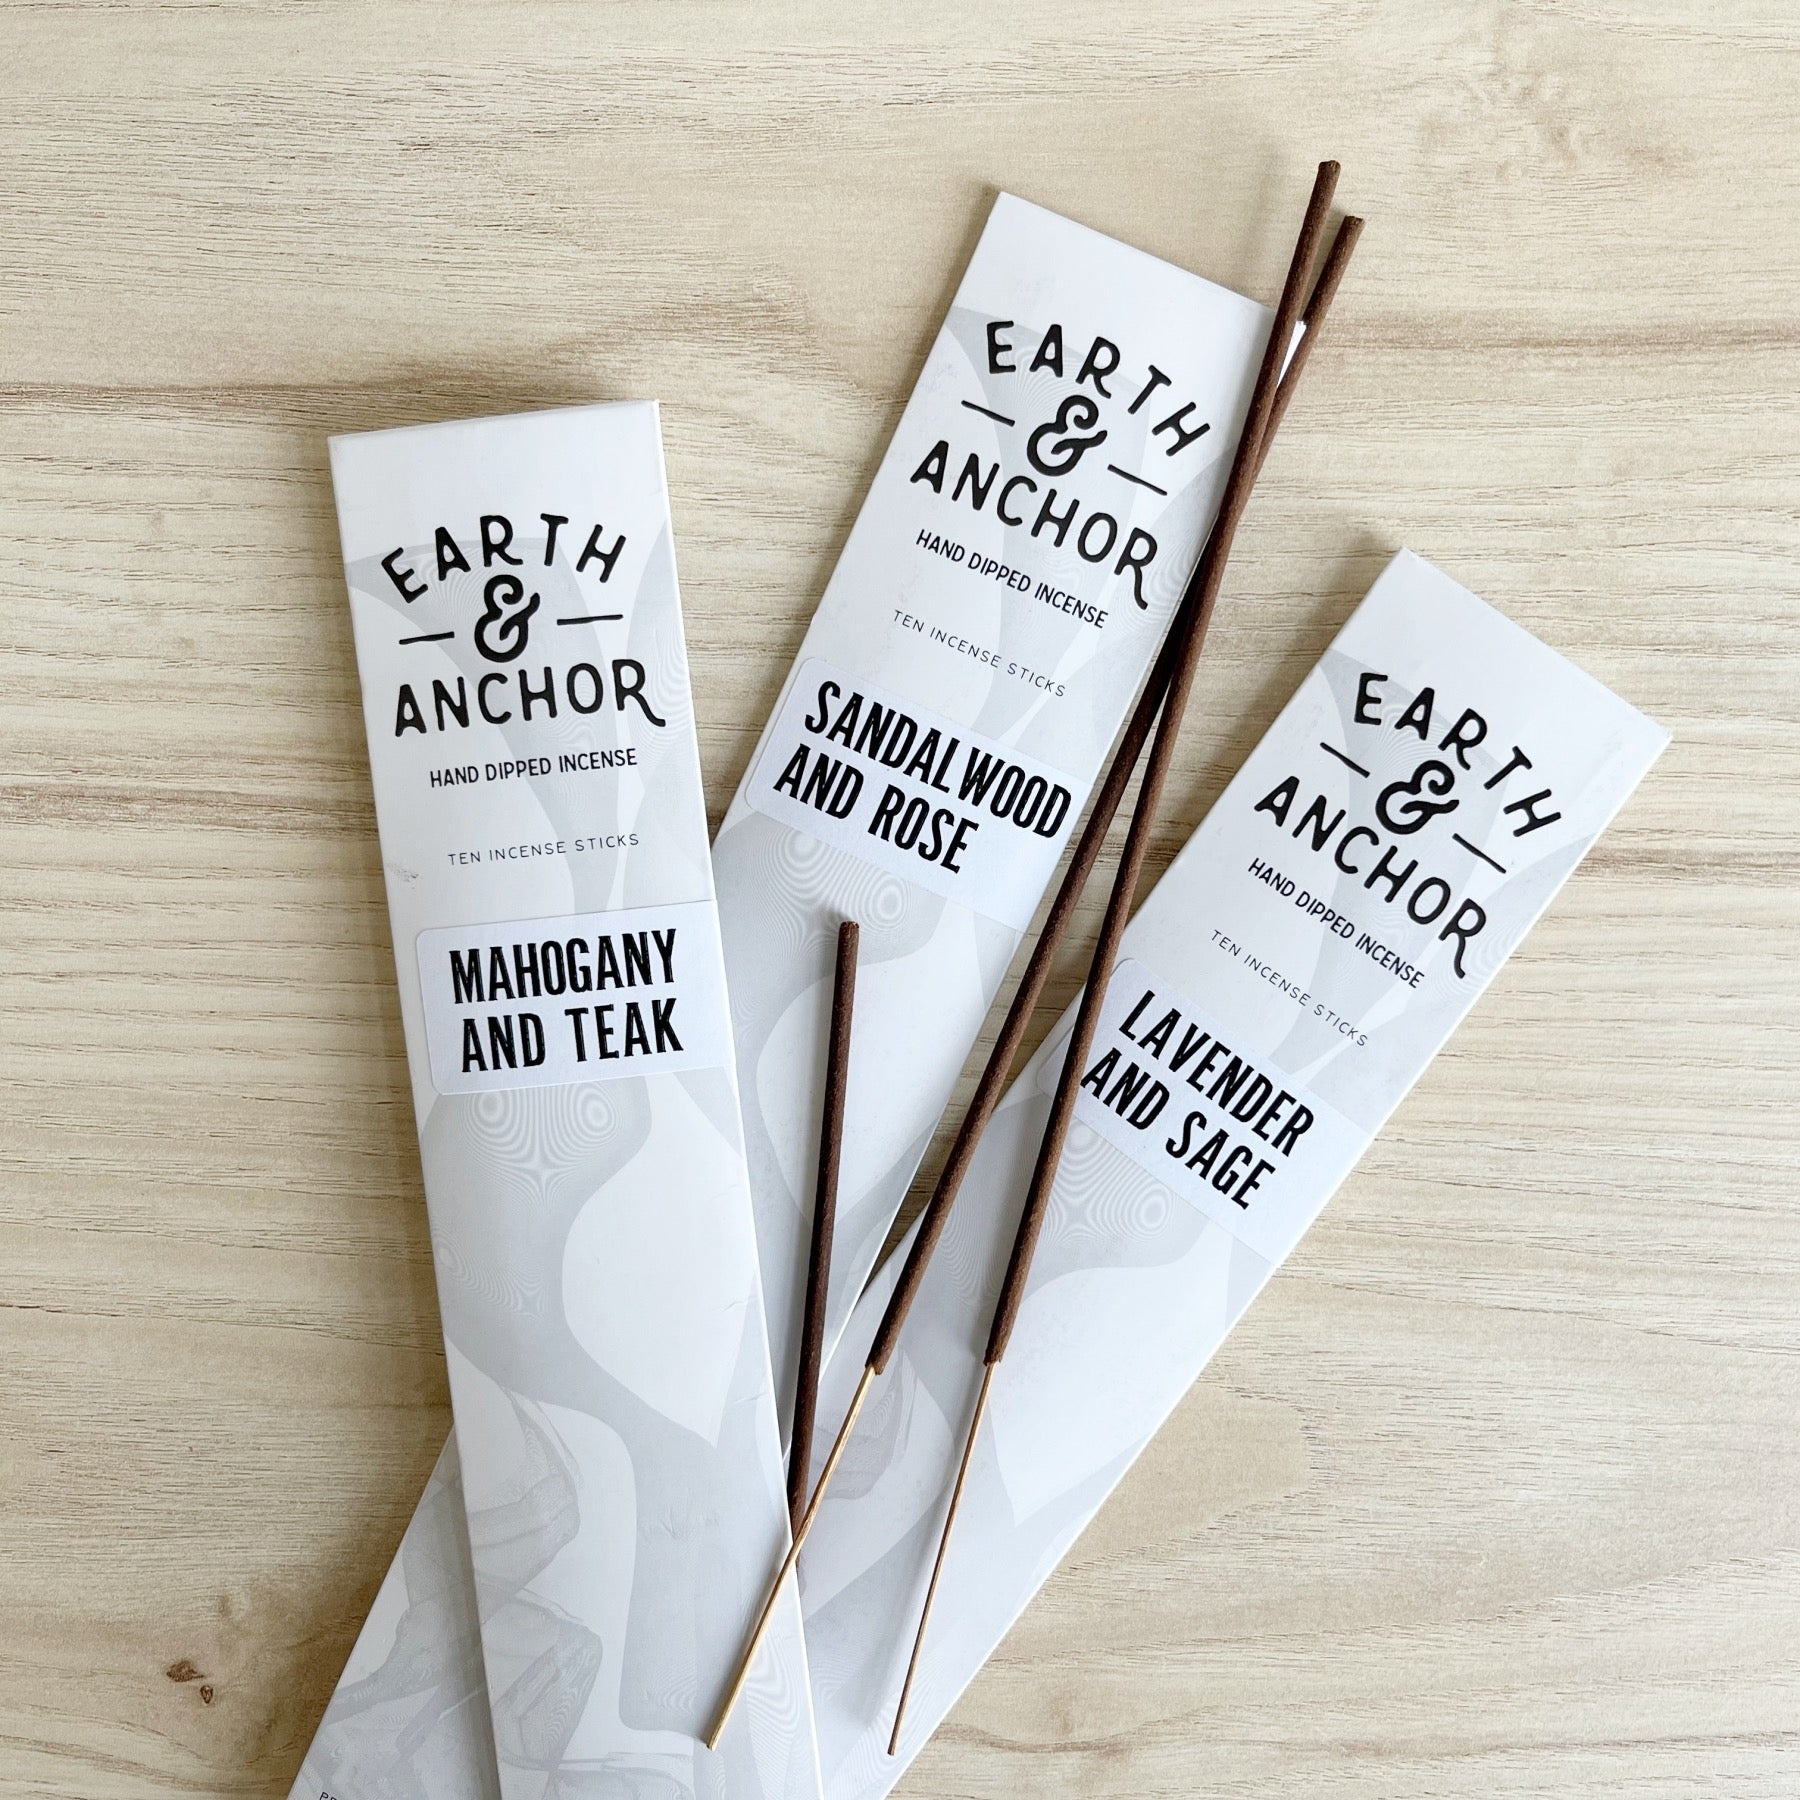 EARTH
&
ANCHOR
HAND DIPPED INCENSE
TEN INCENSE STICKS
MAHOGANY
AND TEAK
EARTH
&
ANCHOR
HAND DIPPED INCENSE
TEN INCENSE STICKS
SANDALWOOD
AND ROSE
EARTH
&
ANCHOR
HAND DIPPED INCENSE
TEN INCENSE STICKS
LAVENDER
AND SAGE